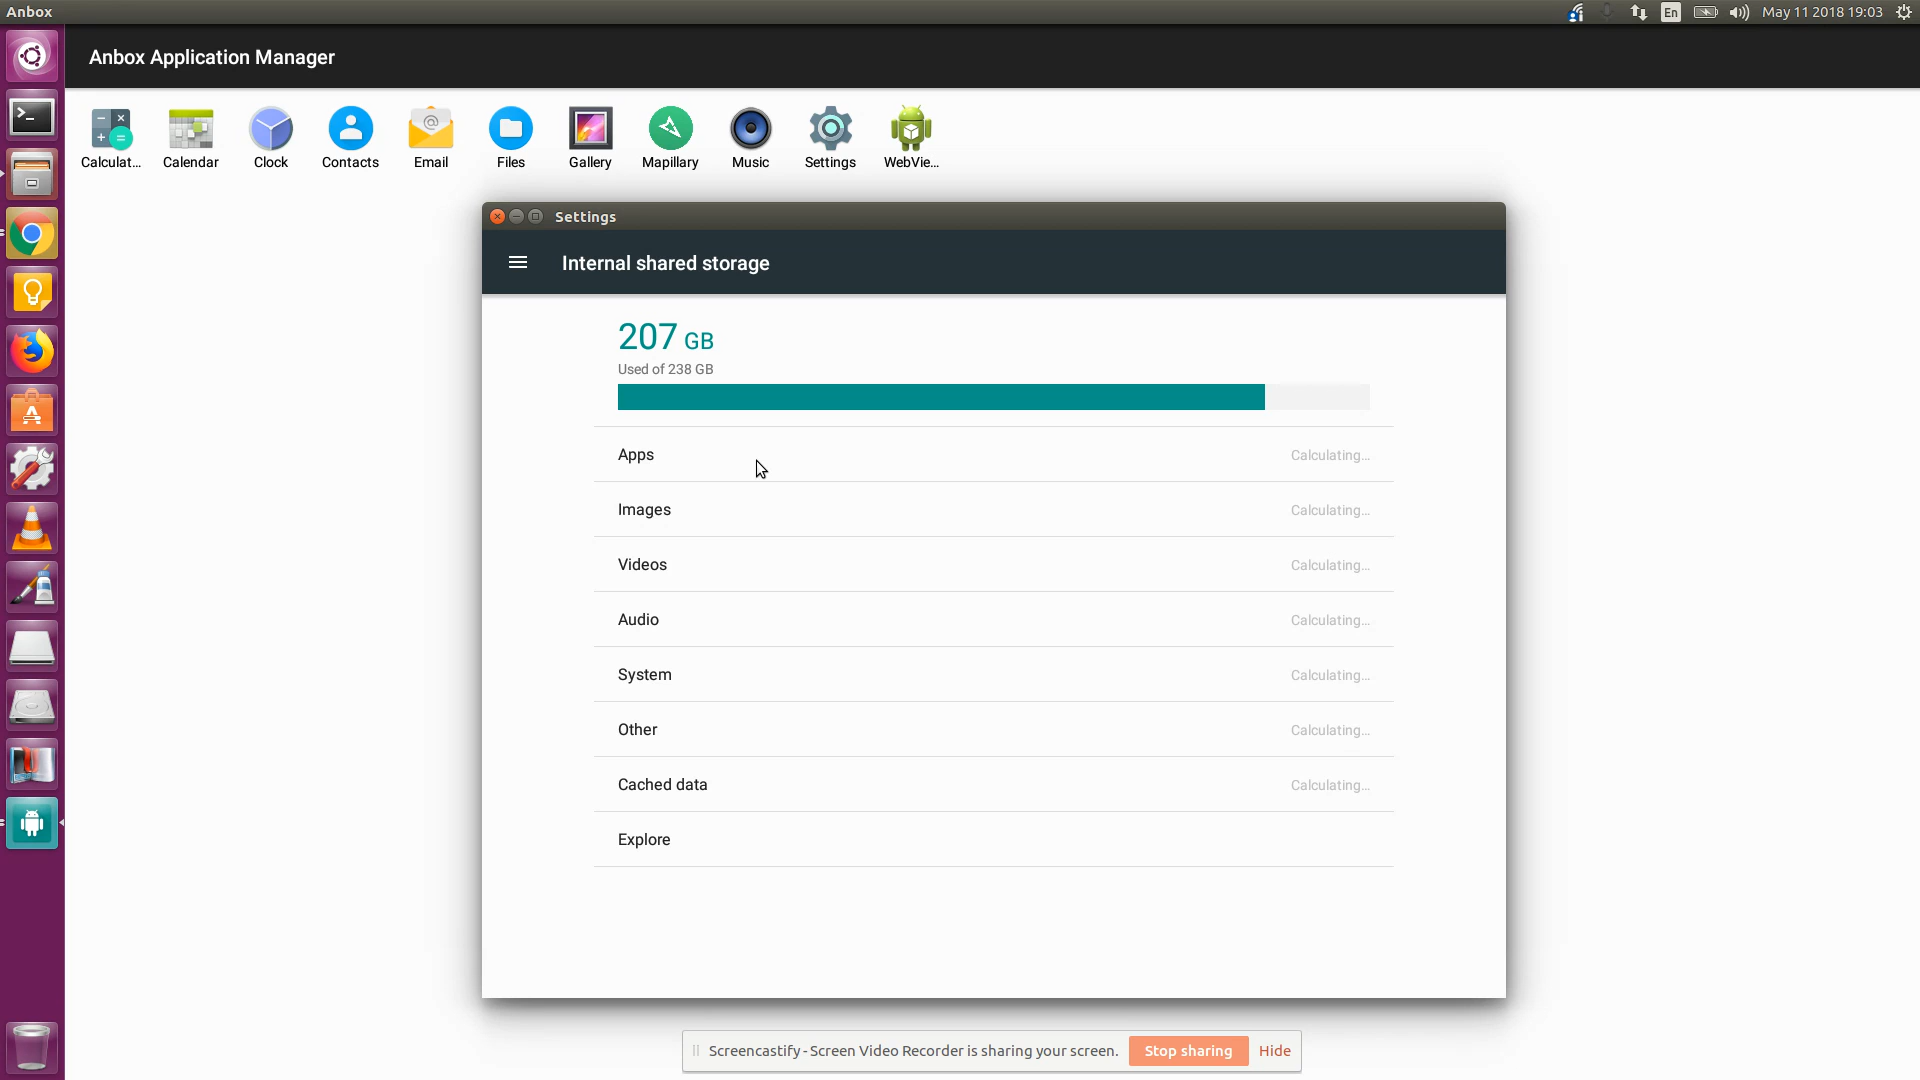 Anbox
En
May 11 2018 19:03
Anbox Application Manager
Calculat...
Calendar
Clock
Contacts
Email
Files
Gallery
Mapillary
Music
Settings
WebVie...
Settings
Internal shared storage
207 GB
Used of 238 GB
Apps Calculating...
Images Calculating...
Videos Calculating...
Audio Calculating...
System Calculating...
Other Calculating...
Cached data Calculating...
Explore
Screencastify - Screen Video Recorder is sharing your screen. Stop sharing Hide